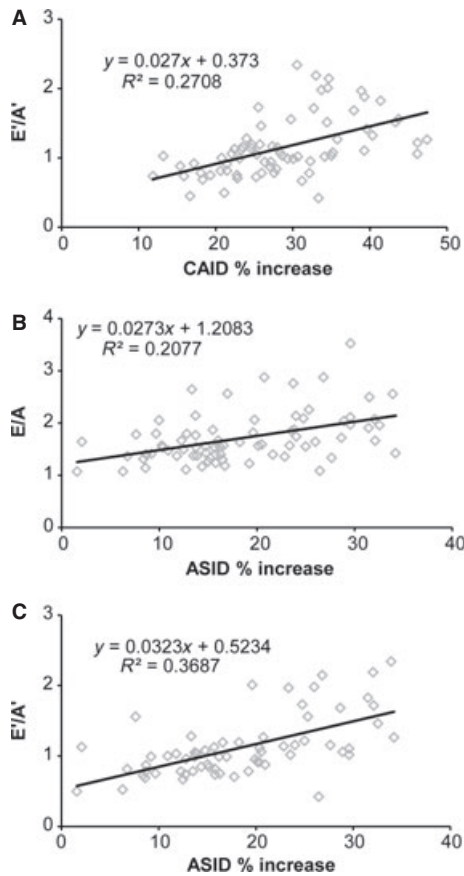 A
3
y = 0.027x + 0.373
R² = 0.2708
2
E'/A'
1
0
0 10 20 30 40 50
CAID % increase
B
y = 0.0273x + 1.2083
R² = 0.2077
4
3
E/A
2
1
0
0 10 20 30 40
ASID % increase
C
3
y = 0.0323x + 0.5234
R² = 0.3687
2
E'/A'
1
0
0 10 20 30 40
ASID % increase